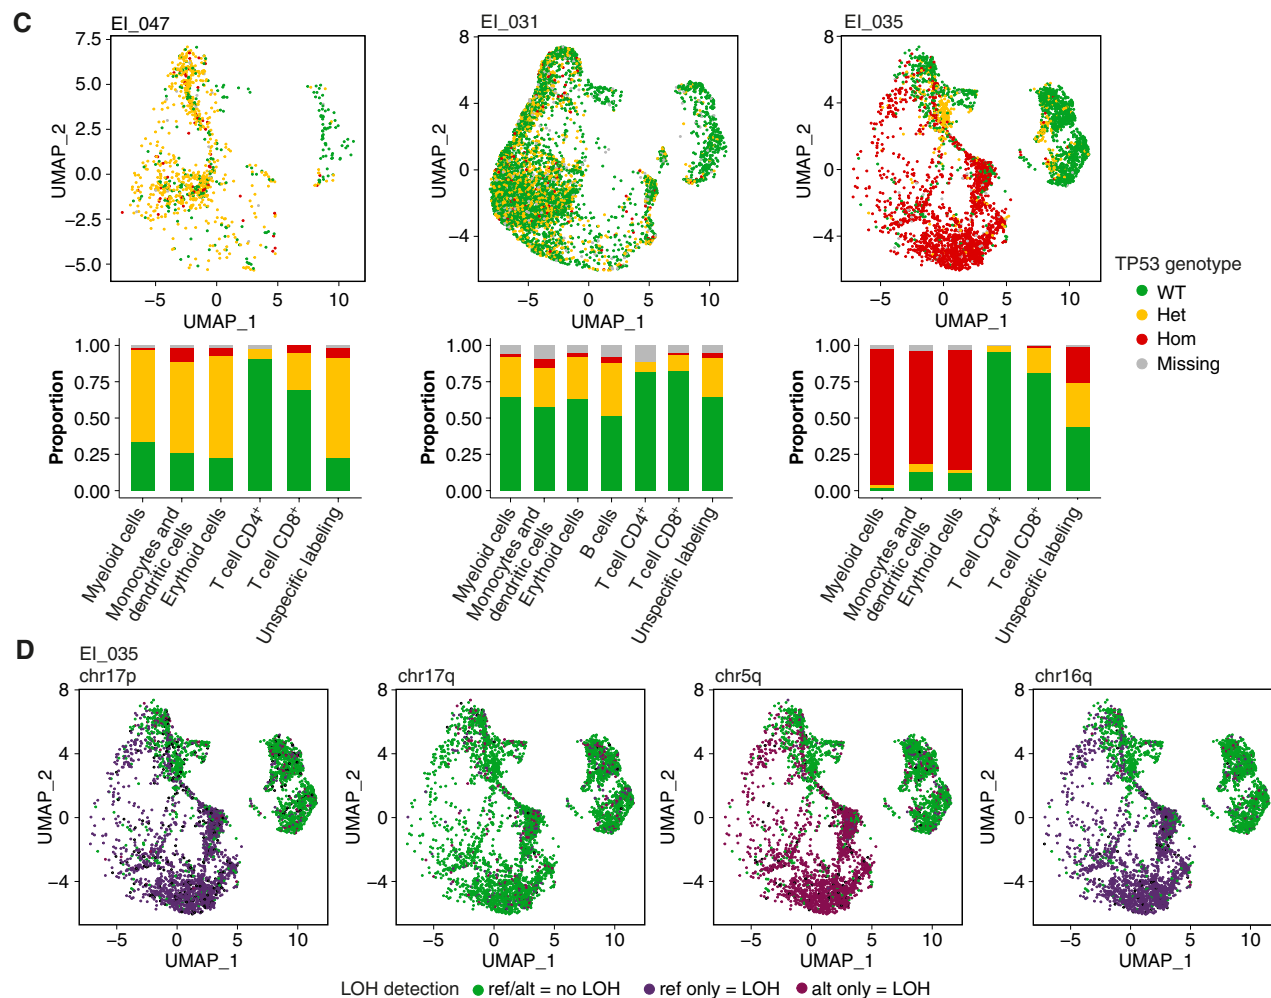 C
EI_047
EI_031
EI_035
7.5
5.0
2.5
0.0
−2.5
−5.0
UMAP_2
−5
0
5
10
UMAP_1
8
4
0
−4
UMAP_2
−5
0
5
10
UMAP_1
8
4
0
−4
UMAP_2
−5
0
5
10
UMAP_1
TP53 genotype
WT
Het
Hom
Missing
1.00
0.75
0.50
0.25
0.00
Proportion
Myeloid cells
Monocytes and
dendritic cells
Erythoid cells
T cell CD4+
T cell CD8+
Unspecific labeling
1.00
0.75
0.50
0.25
0.00
Proportion
Myeloid cells
Monocytes and
dendritic cells
Erythoid cells
B cells
T cell CD4+
T cell CD8+
Unspecific labeling
1.00
0.75
0.50
0.25
0.00
Proportion
Myeloid cells
Monocytes and
dendritic cells
Erythoid cells
T cell CD4+
T cell CD8+
Unspecific labeling
D
EI_035
chr17p
chr17q
chr5q
chr16q
8
4
0
−4
UMAP_2
−5
0
5
10
UMAP_1
8
4
0
−4
UMAP_2
−5
0
5
10
UMAP_1
8
4
0
−4
UMAP_2
−5
0
5
10
UMAP_1
8
4
0
−4
UMAP_2
−5
0
5
10
UMAP_1
LOH detection
ref/alt = no LOH
ref only = LOH
alt only = LOH